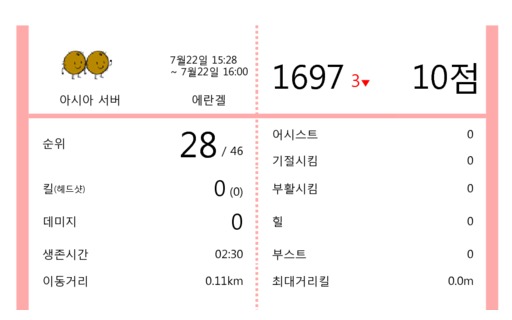 7월22일 15:28
~ 7월22일 16:00
아시아 서버
에란겔
1697 3▼
10점
순위 28 / 46
킬(헤드샷) 0 (0)
데미지 0
생존시간 02:30
이동거리 0.11km
어시스트 0
기절시킴 0
부활시킴 0
힐 0
부스트 0
최대거리킬 0.0m